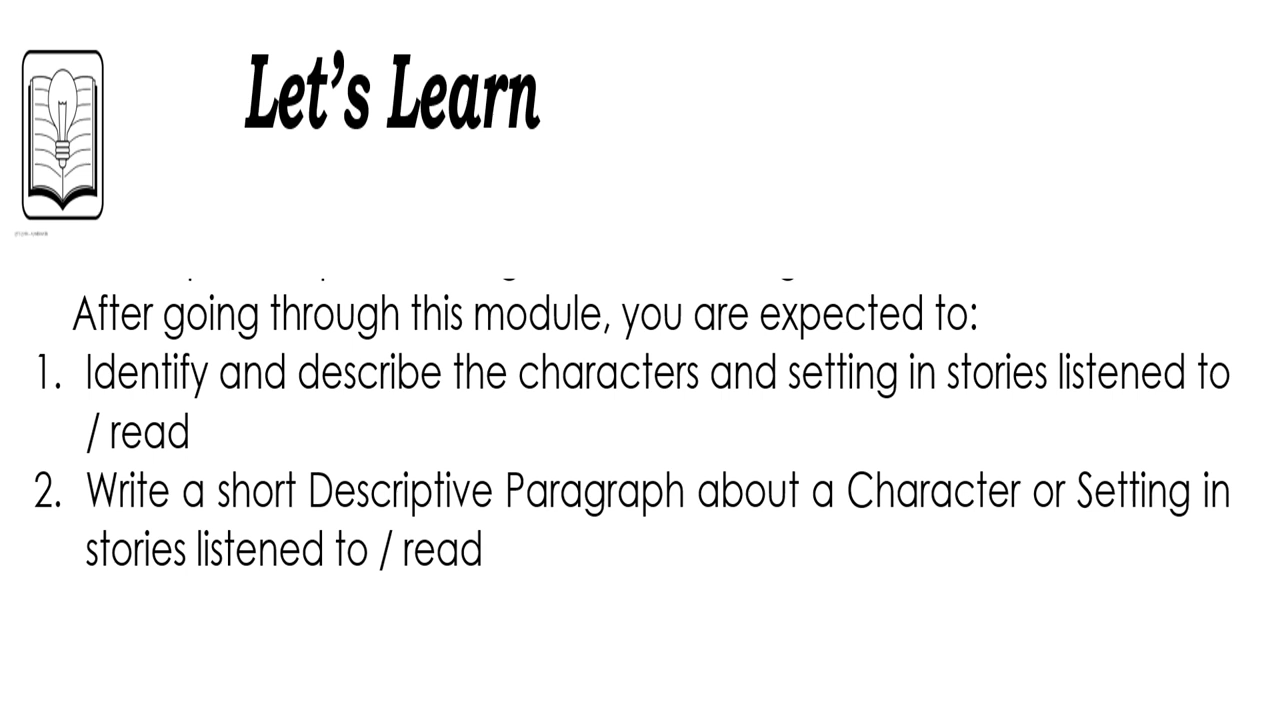 Let's Learn
After going through this module, you are expected to:
1. Identify and describe the characters and setting in stories listened to
/ read
2. Write a short Descriptive Paragraph about a Character or Setting in
stories listened to / read